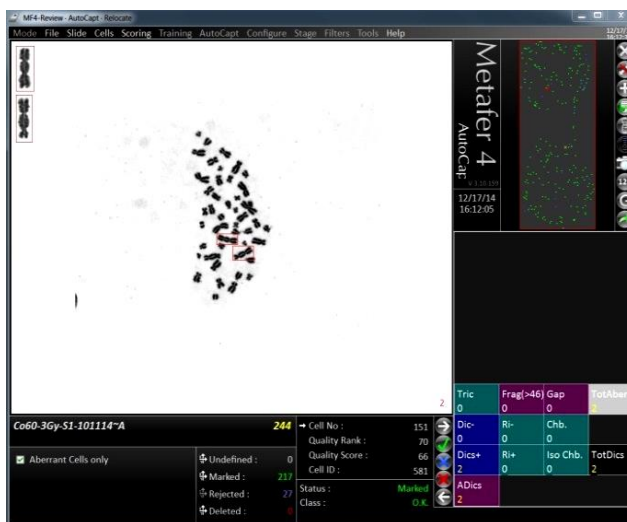 MF4-Review - AutoCapt - Relocate
Mode File Slide Cells Scoring Training AutoCapt Configure Stage Filters Tools Help
Metafer 4
AutoCap
V 3.10.139
12/17/14
16:12:05
2
Co60-3Gy-S1-101114~A 244
Aberrant Cells only
Undefined : 0
Marked : 217
Rejected : 27
Deleted : 0
Cell No : 151
Quality Rank : 70
Quality Score : 66
Cell ID : 581
Status : Marked
Class : O.K.
Tric Frag(>46) Gap TotAber
0 0 0 2
Dic- Ri- Chb.
0 0 0
Dics+ Ri+ Iso Chb. TotDics
2 0 0 2
ADics
2